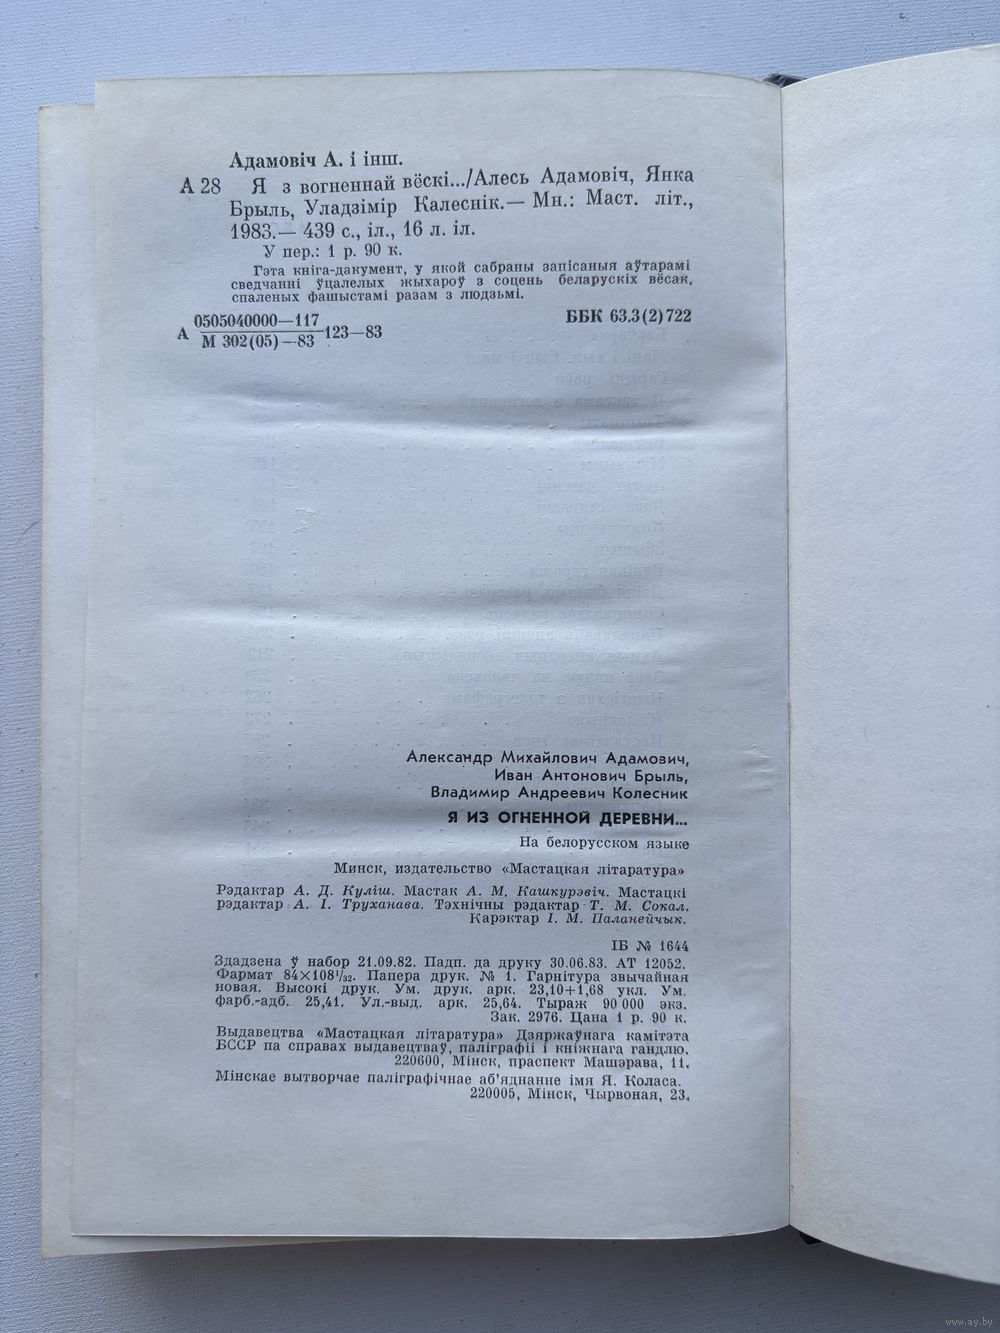 Адамовіч А. і інш.
А 28 Я з вогненнай вёскі.../Алесь Адамовіч, Янка
Брыль, Уладзімір Калеснік.— Мн.: Маст. літ.,
1983.— 439 с., іл., 16 л. іл.
У пер.: 1 р. 90 к.
Гэта кніга-дакумент, у якой сабраны запісаныя аўтарамі
сведчанні ўцалелых жыхароў з соцень беларускіх вёсак,
спаленых фашыстамі разам з людзьмі.
А 0505040000—117
М 302(05)—83 123—83
ББК 63.3(2)722
Александр Михайлович Адамович,
Иван Антонович Брыль,
Владимир Андреевич Колесник
Я ИЗ ОГНЕННОЙ ДЕРЕВНИ...
На белорусском языке
Минск, издательство «Мастацкая літаратура»
Рэдактар А. Д. Куліш. Мастак А. М. Кашкурэвіч. Мастацкі
рэдактар А. І. Труханава. Тэхнічны рэдактар Т. М. Сокал.
Карэктар І. М. Паланейчык.
ІБ № 1644
Здадзена ў набор 21.09.82. Падп. да друку 30.06.83. АТ 12052.
Фармат 84×108 1/32. Папера друк. № 1. Гарнітура звычайная
новая. Высокі друк. Ум. друк. арк. 23,10+1,68 укл. Ум.
фарб.-адб. 25,41. Ул.-выд. арк. 25,64. Тыраж 90 000 экз.
Зак. 2976. Цана 1 р. 90 к.
Выдавецтва «Мастацкая літаратура» Дзяржаўнага камітэта
БССР па справах выдавецтваў, паліграфіі і кніжнага гандлю.
220600, Мінск, праспект Машэрава, 11.
Мінскае вытворчае паліграфічнае аб'яднанне імя Я. Коласа.
220005, Мінск, Чырвоная, 23.
www.ay.by